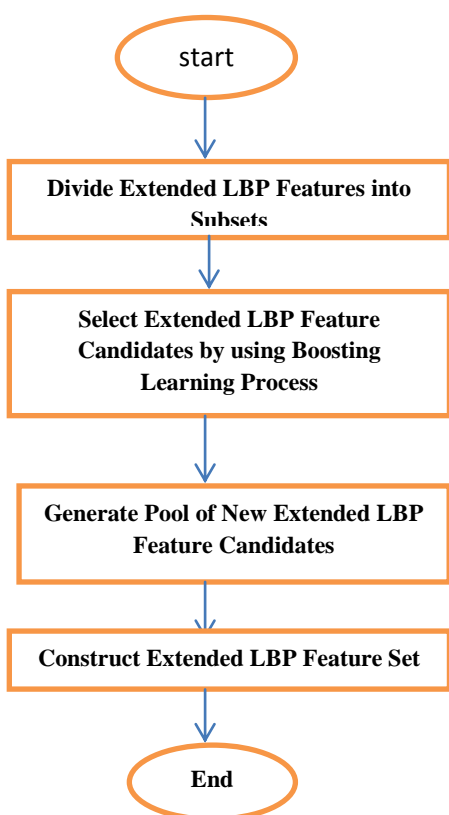 start
Divide Extended LBP Features into
Subsets
Select Extended LBP Feature
Candidates by using Boosting
Learning Process
Generate Pool of New Extended LBP
Feature Candidates
Construct Extended LBP Feature Set
End